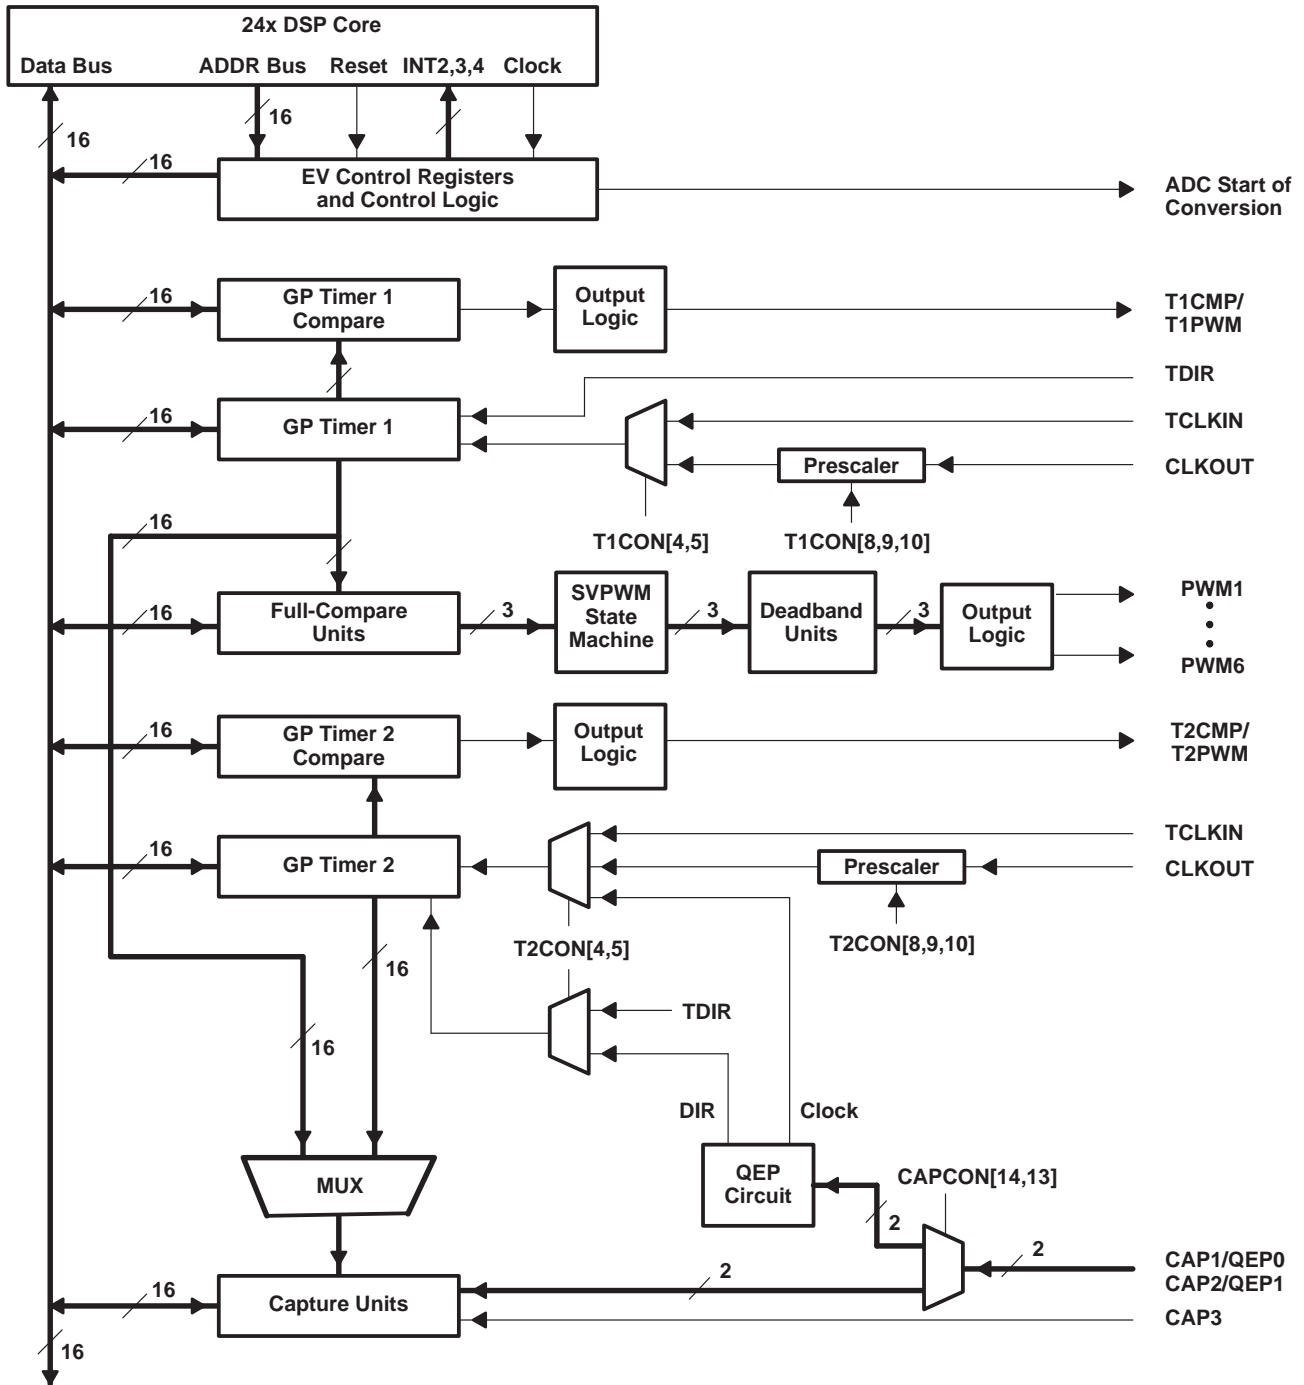 24x DSP Core
Data Bus
ADDR Bus
Reset
INT2,3,4
Clock
16
16
16
EV Control Registers
and Control Logic
ADC Start of
Conversion
16
GP Timer 1
Compare
Output
Logic
T1CMP/
T1PWM
TDIR
16
GP Timer 1
TCLKIN
Prescaler
CLKOUT
16
T1CON[4,5]
T1CON[8,9,10]
16
Full-Compare
Units
3
SVPWM
State
Machine
3
Deadband
Units
3
Output
Logic
PWM1
PWM6
16
GP Timer 2
Compare
Output
Logic
T2CMP/
T2PWM
TCLKIN
16
GP Timer 2
Prescaler
CLKOUT
T2CON[4,5]
T2CON[8,9,10]
16
TDIR
16
DIR
Clock
MUX
QEP
Circuit
CAPCON[14,13]
2
2
CAP1/QEP0
CAP2/QEP1
16
Capture Units
2
CAP3
16